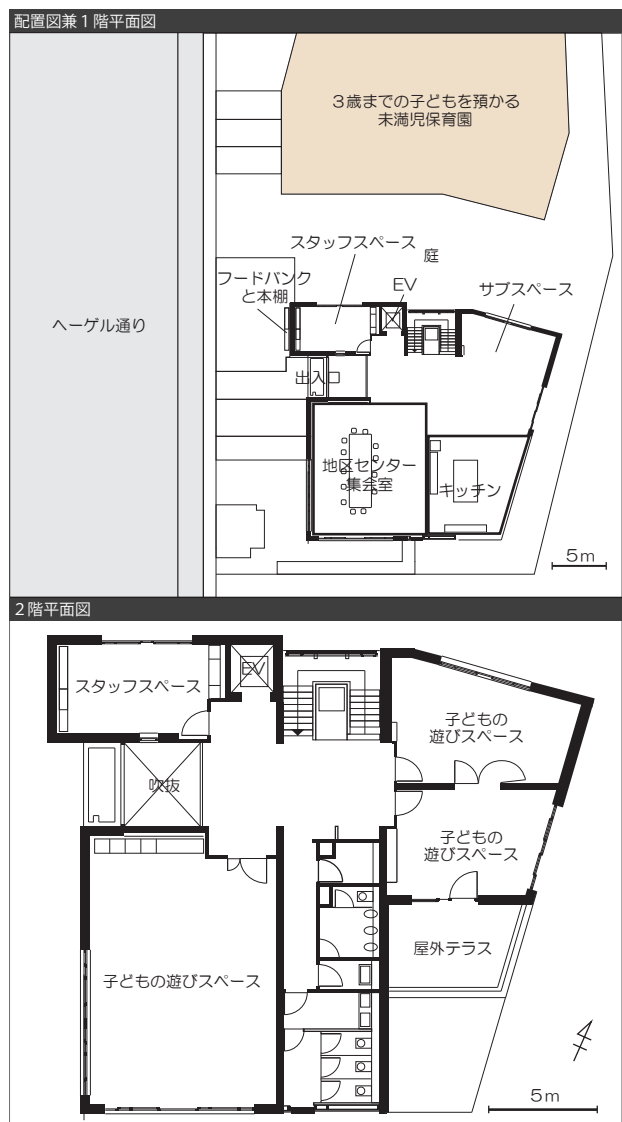 配置図兼1階平面図
3歳までの子どもを預かる
未満児保育園
スタッフスペース
庭
フードバンク
と本棚
EV
サブスペース
ヘーゲル通り
出入口
地区センター
集会室
キッチン
5m
2階平面図
スタッフスペース
EV
子どもの
遊びスペース
吹抜
子どもの
遊びスペース
屋外テラス
子どもの遊びスペース
5m